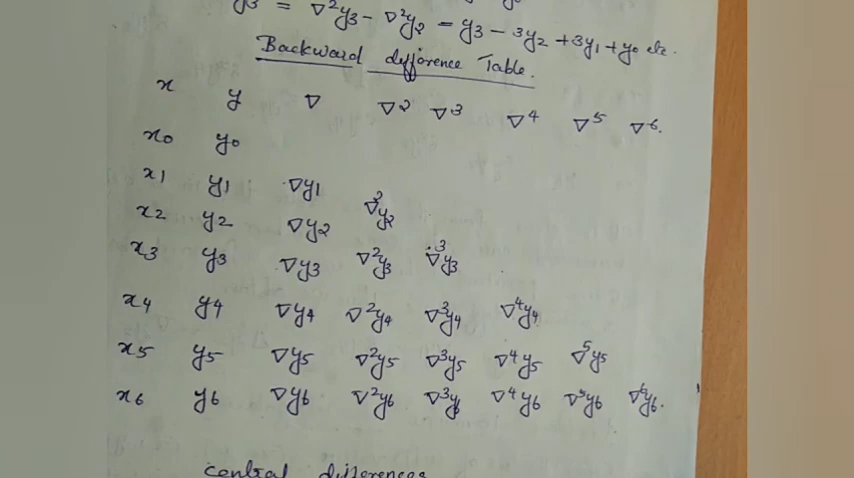 y3 = ∇²y3 - ∇²y2 = y3 - 3y2 + 3y1 + y0 etc.
Backward difference Table.
x y ∇ ∇2 ∇3 ∇4 ∇5 ∇6.
x0 y0
x1 y1 ∇y1
x2 y2 ∇y2 ∇²y2
x3 y3 ∇y3 ∇²y3 ∇³y3
x4 y4 ∇y4 ∇²y4 ∇³y4 ∇⁴y4
x5 y5 ∇y5 ∇²y5 ∇³y5 ∇⁴y5 ∇⁵y5
x6 y6 ∇y6 ∇²y6 ∇³y6 ∇⁴y6 ∇⁵y6 ∇⁶y6.
central differences